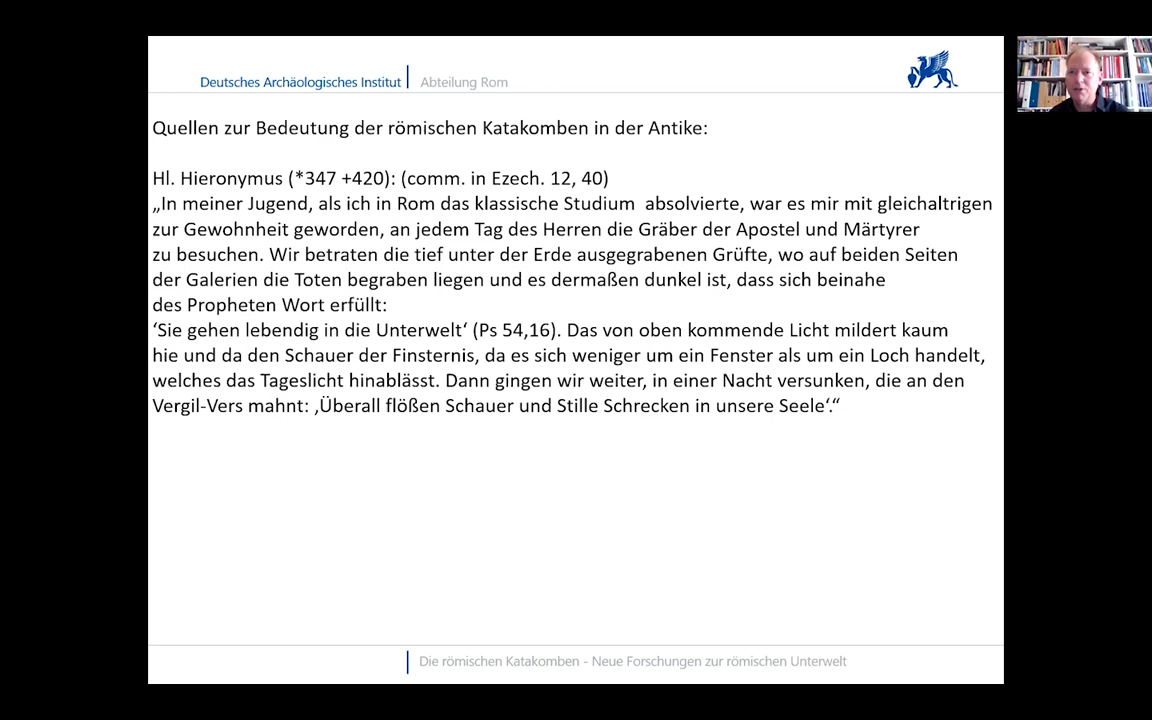 Deutsches Archäologisches Institut Abteilung Rom
Quellen zur Bedeutung der römischen Katakomben in der Antike:
Hl. Hieronymus (*347 +420): (comm. in Ezech. 12, 40)
„In meiner Jugend, als ich in Rom das klassische Studium absolvierte, war es mir mit gleichaltrigen
zur Gewohnheit geworden, an jedem Tag des Herren die Gräber der Apostel und Märtyrer
zu besuchen. Wir betraten die tief unter der Erde ausgegrabenen Grüfte, wo auf beiden Seiten
der Galerien die Toten begraben liegen und es dermaßen dunkel ist, dass sich beinahe
des Propheten Wort erfüllt:
‘Sie gehen lebendig in die Unterwelt‘ (Ps 54,16). Das von oben kommende Licht mildert kaum
hie und da den Schauer der Finsternis, da es sich weniger um ein Fenster als um ein Loch handelt,
welches das Tageslicht hinablässt. Dann gingen wir weiter, in einer Nacht versunken, die an den
Vergil-Vers mahnt: ‚Überall flößen Schauer und Stille Schrecken in unsere Seele‘.“
Die römischen Katakomben - Neue Forschungen zur römischen Unterwelt